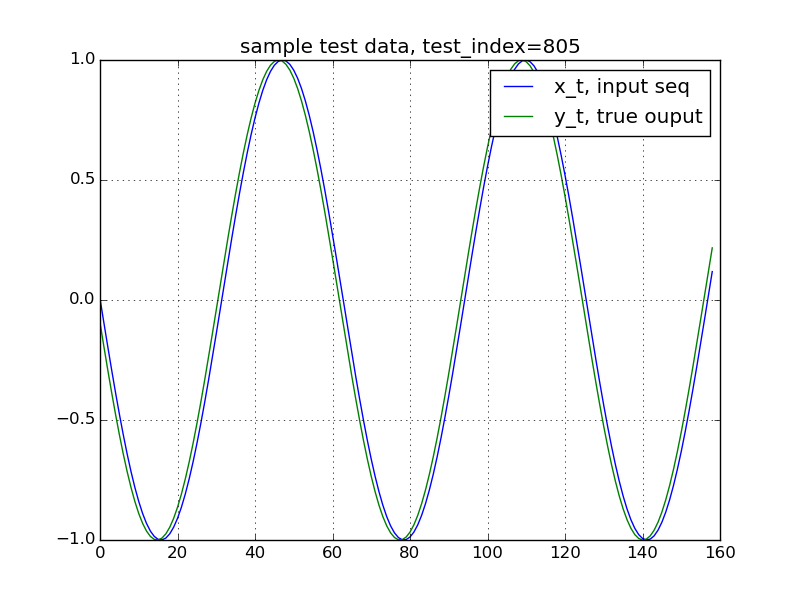 sample test data, test_index=805
x_t, input seq
y_t, true ouput
1.0
0.5
0.0
−0.5
−1.0
0 20 40 60 80 100 120 140 160